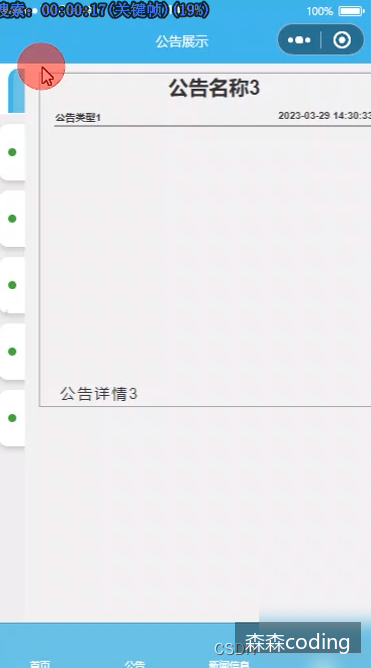 搜索: 00:00:17(关键帧)(19%)
100%
公告展示
公告名称3
公告类型1
2023-03-29 14:30:33
公告详情3
首页
公告
新闻信息
CSDN
森森coding